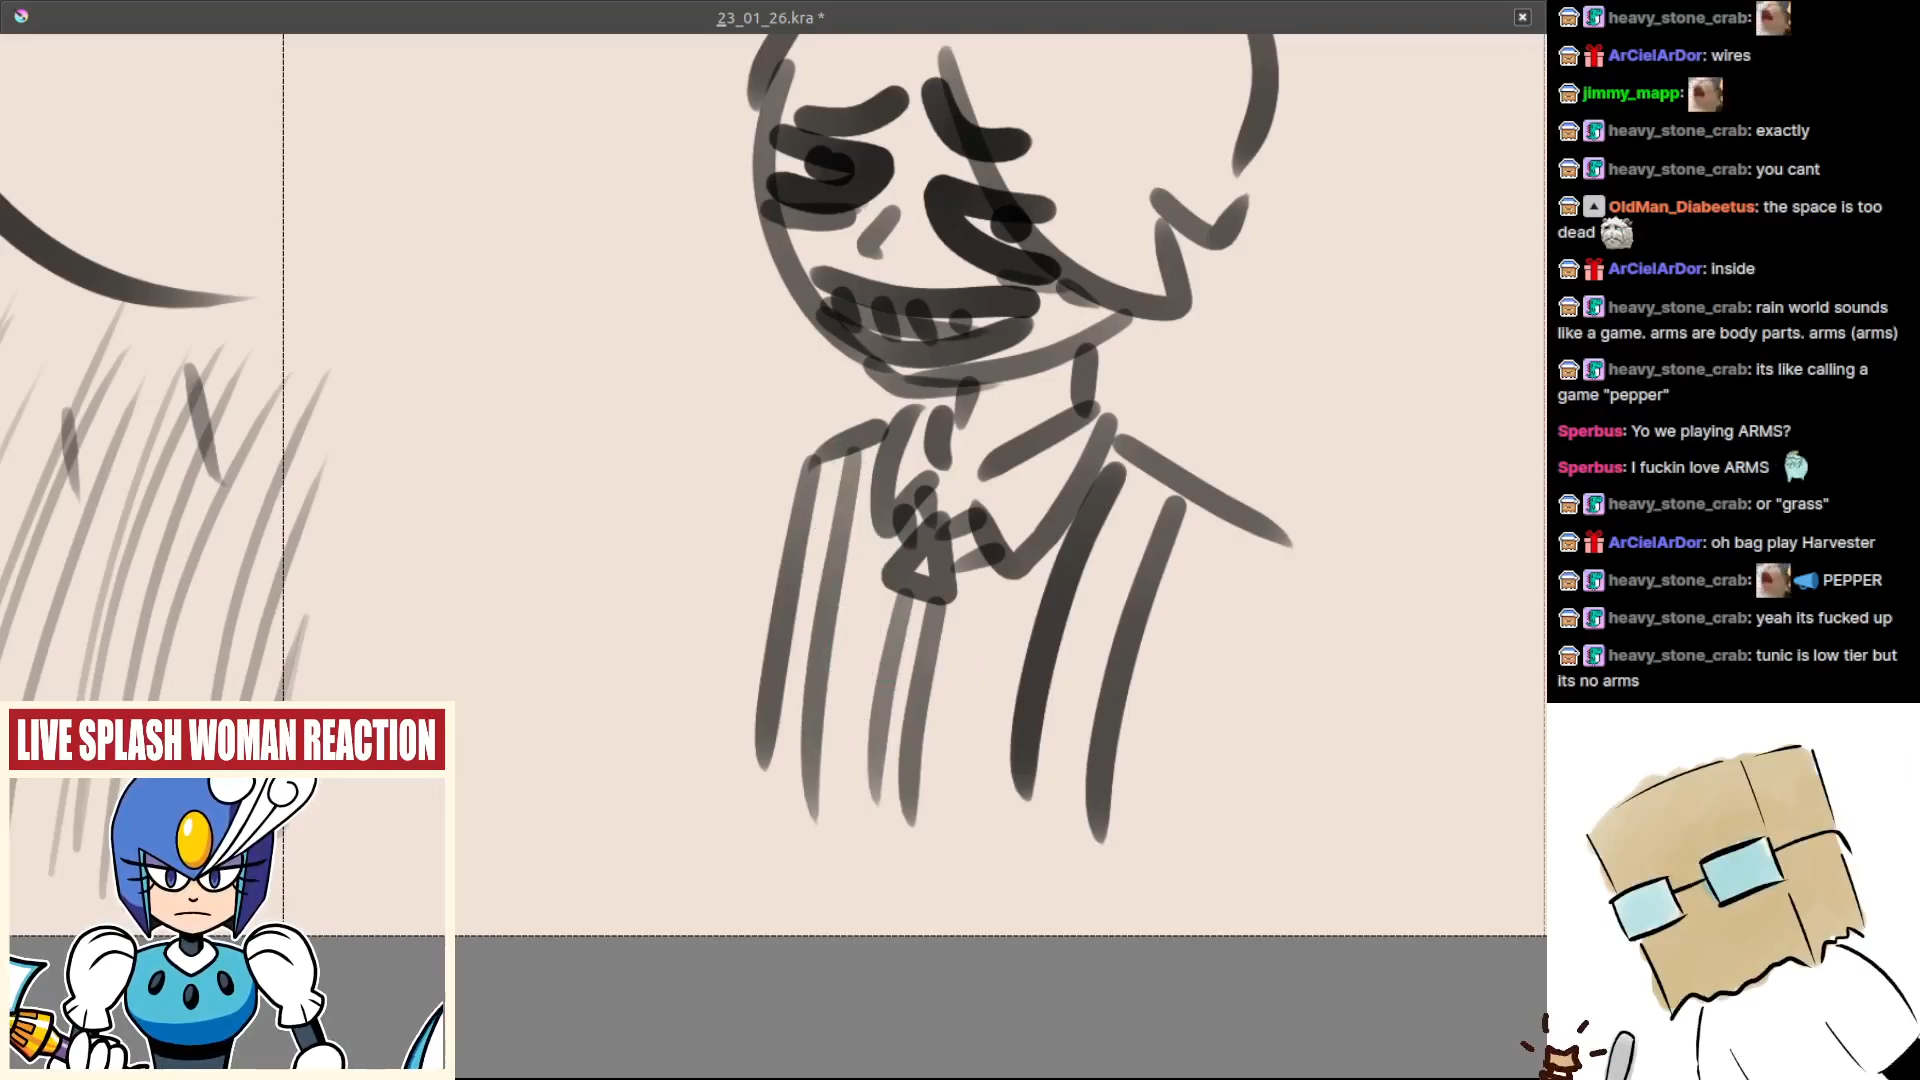 23_01_26.kra *
heavy_stone_crab:
ArCielArDor: wires
jimmy_mapp:
heavy_stone_crab: exactly
heavy_stone_crab: you cant
OldMan_Diabeetus: the space is too
dead
ArCielArDor: inside
heavy_stone_crab: rain world sounds
like a game. arms are body parts. arms (arms)
heavy_stone_crab: its like calling a
game "pepper"
Sperbus: Yo we playing ARMS?
Sperbus: I fuckin love ARMS
heavy_stone_crab: or "grass"
ArCielArDor: oh bag play Harvester
heavy_stone_crab: PEPPER
heavy_stone_crab: yeah its fucked up
heavy_stone_crab: tunic is low tier but
its no arms
LIVE SPLASH WOMAN REACTION